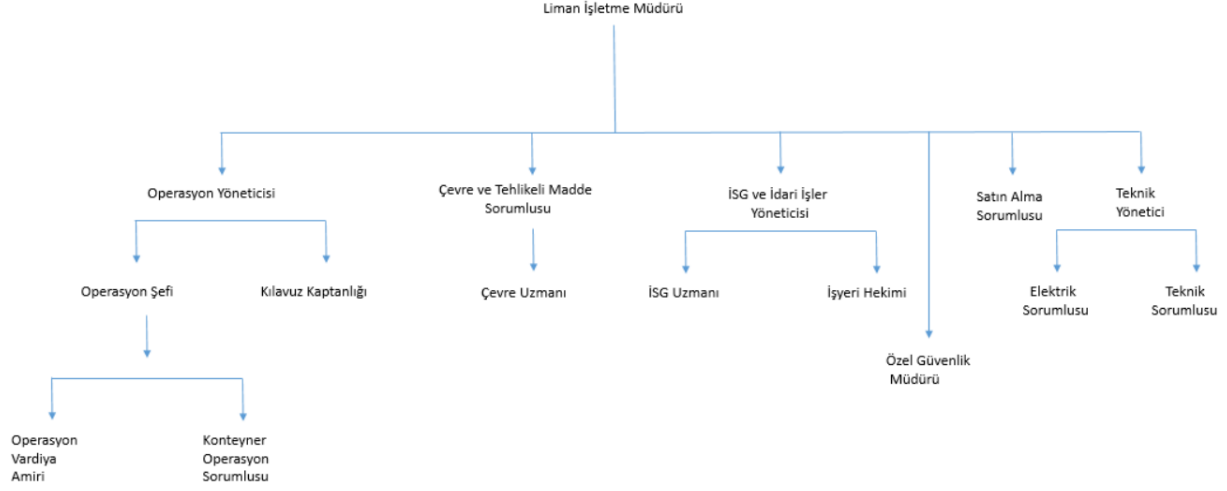 Liman İşletme Müdürü
Operasyon Yöneticisi
Çevre ve Tehlikeli Madde
Sorumlusu
İSG ve İdari İşler
Yöneticisi
Satın Alma
Sorumlusu
Teknik
Yönetici
Operasyon Şefi
Kılavuz Kaptanlığı
Çevre Uzmanı
İSG Uzmanı
İşyeri Hekimi
Elektrik
Sorumlusu
Teknik
Sorumlusu
Özel Güvenlik
Müdürü
Operasyon
Vardiya
Amiri
Konteyner
Operasyon
Sorumlusu